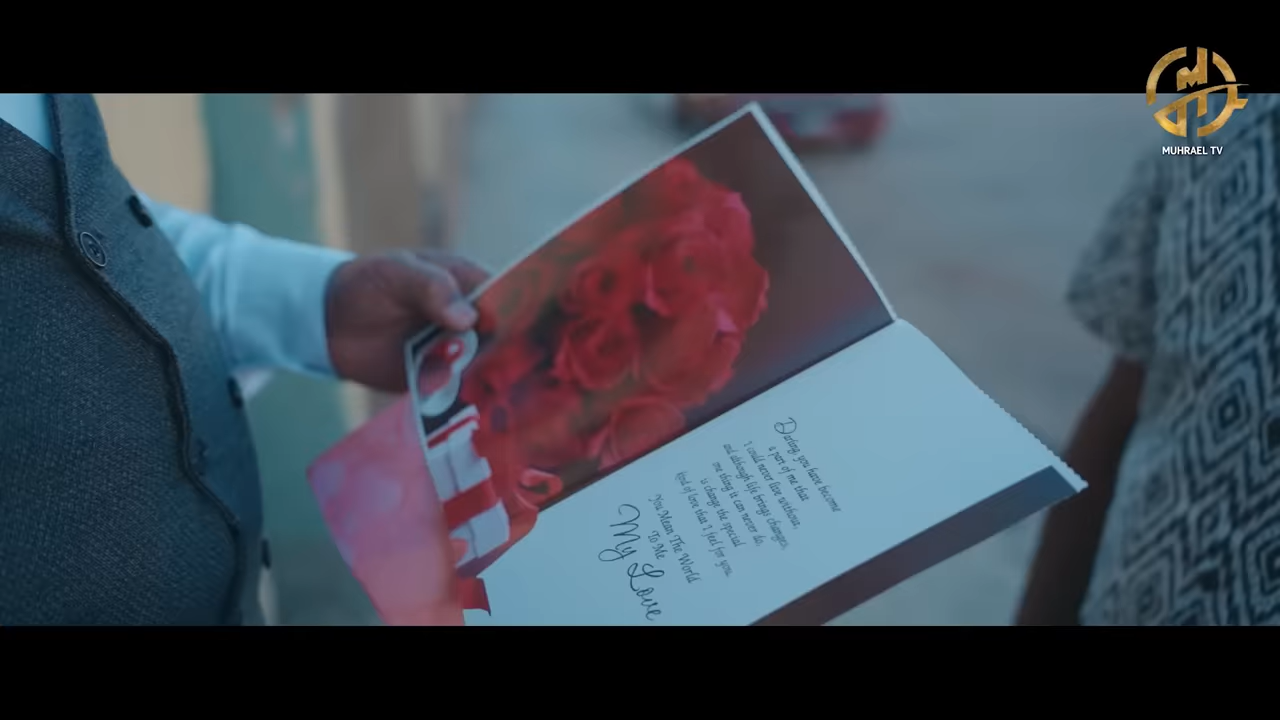 MUHRAEL TV
Darling, you have become
a part of me that
I could never live without,
and although life brings changes,
one thing it can never do,
is change the special
kind of love that I feel for you.
You Mean The World
To Me
My Love